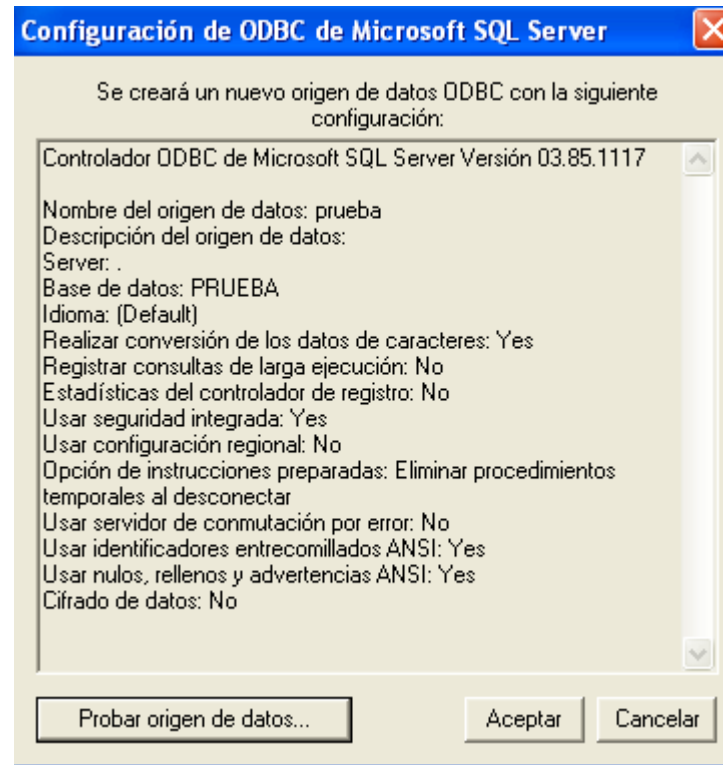 Configuración de ODBC de Microsoft SQL Server
Se creará un nuevo origen de datos ODBC con la siguiente
configuración:
Controlador ODBC de Microsoft SQL Server Versión 03.85.1117
Nombre del origen de datos: prueba
Descripción del origen de datos:
Server: .
Base de datos: PRUEBA
Idioma: (Default)
Realizar conversión de los datos de caracteres: Yes
Registrar consultas de larga ejecución: No
Estadísticas del controlador de registro: No
Usar seguridad integrada: Yes
Usar configuración regional: No
Opción de instrucciones preparadas: Eliminar procedimientos
temporales al desconectar
Usar servidor de conmutación por error: No
Usar identificadores entrecomillados ANSI: Yes
Usar nulos, rellenos y advertencias ANSI: Yes
Cifrado de datos: No
Probar origen de datos... Aceptar Cancelar